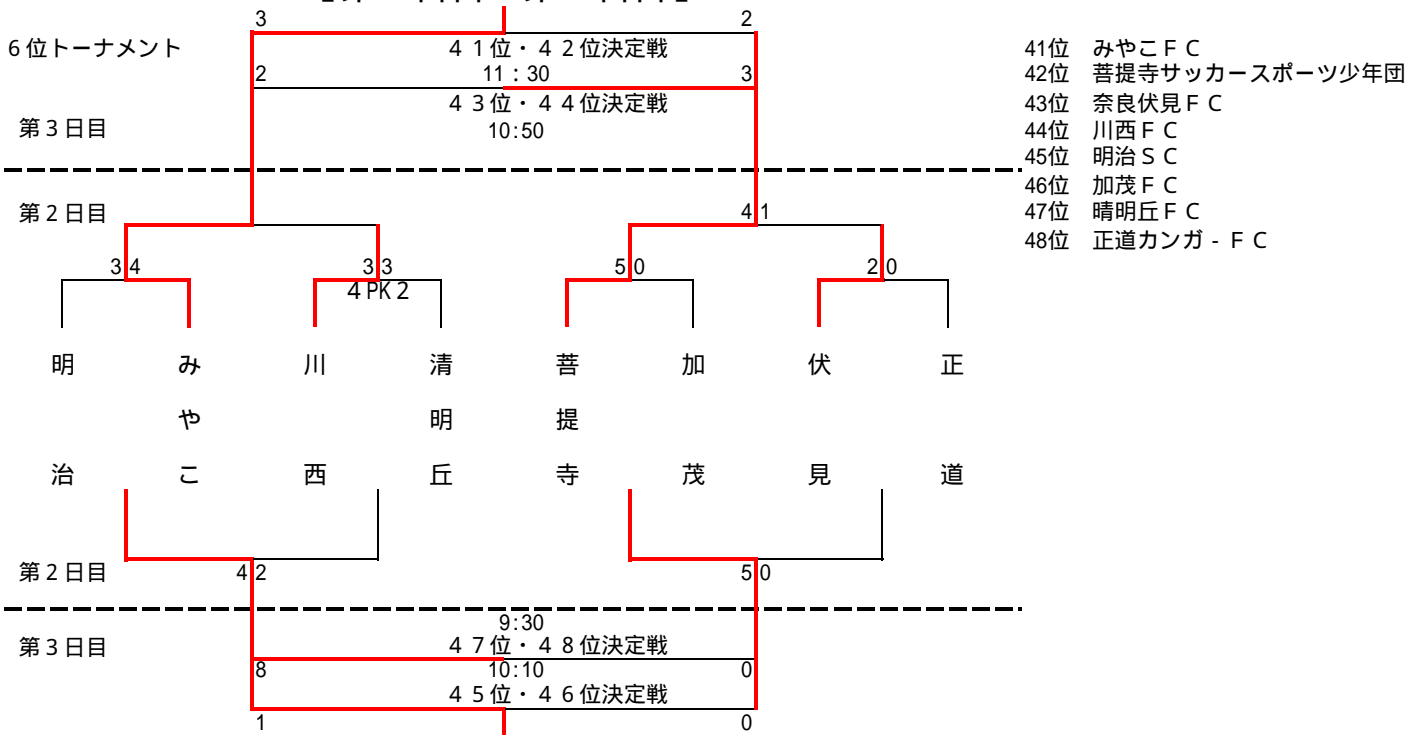 3 2
6位トーナメント
41位・42位決定戦
2 11:30 3
43位・44位決定戦
第3日目
10:50
41位 みやこFC
42位 菩提寺サッカースポーツ少年団
43位 奈良伏見FC
44位 川西FC
45位 明治SC
46位 加茂FC
47位 晴明丘FC
48位 正道カンガ-FC
第2日目
4 1
3 4 3 3 5 0 2 0
4 PK 2
明治
みやこ
川西
清明丘
菩提寺
加茂
伏見
正道
第2日目
4 2 5 0
9:30
第3日目
47位・48位決定戦
8 10:10 0
45位・46位決定戦
1 0